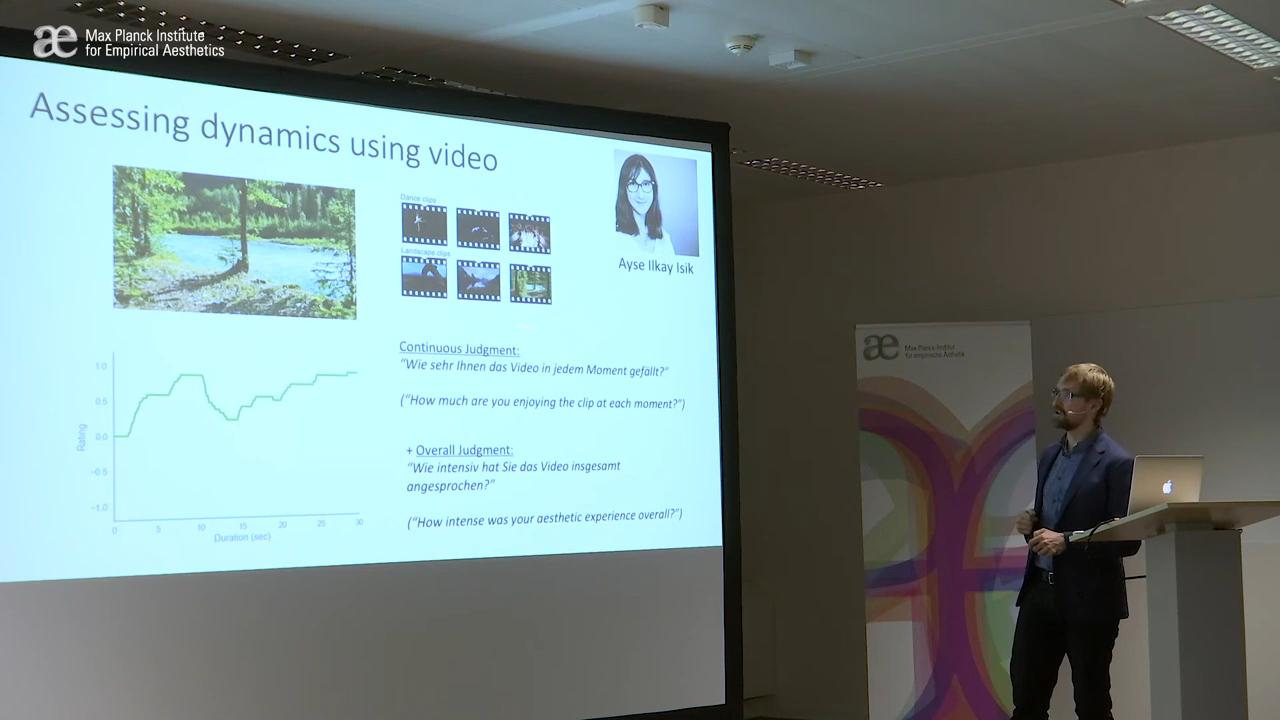 æ Max Planck Institute
for Empirical Aesthetics
Assessing dynamics using video
Dance clips
Landscape clips
Ayse Ilkay Isik
Continuous Judgment:
"Wie sehr Ihnen das Video in jedem Moment gefällt?"
("How much are you enjoying the clip at each moment?")
+ Overall Judgment:
"Wie intensiv hat Sie das Video insgesamt
angesprochen?"
("How intense was your aesthetic experience overall?")
Rating
1.0
0.5
0.0
-0.5
-1.0
0 5 10 15 20 25 30
Duration (sec)
æ Max-Planck-Institut
für empirische Ästhetik